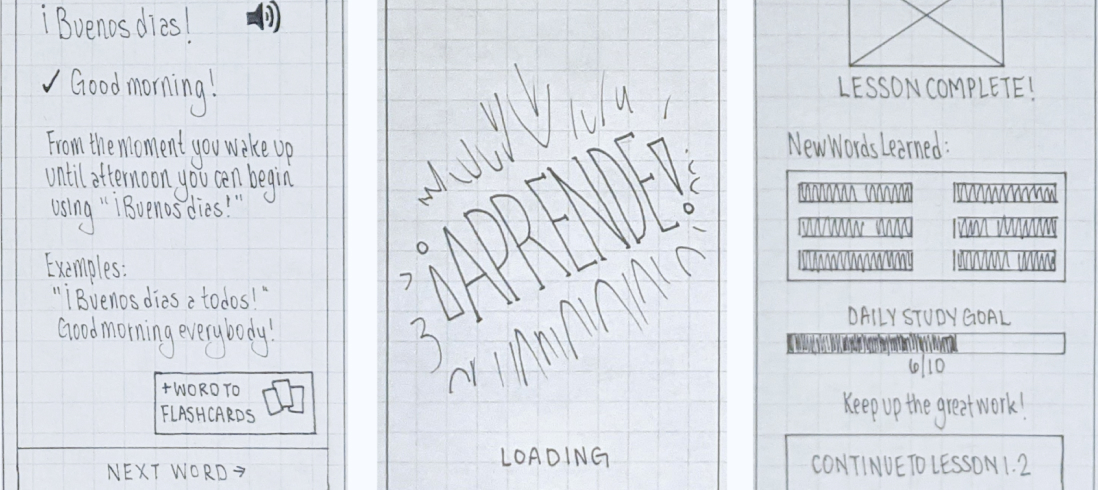 ¡Buenos días!
✓ Good morning!
From the moment you wake up
until afternoon you can begin
using "¡Buenos días!"
Examples:
"¡Buenos días a todos!"
Good morning everybody!
+ WORD TO
FLASHCARDS
NEXT WORD →
¡APRENDE!
LOADING
LESSON COMPLETE!
New Words Learned:
DAILY STUDY GOAL
6/10
Keep up the great work!
CONTINUE TO LESSON 1.2